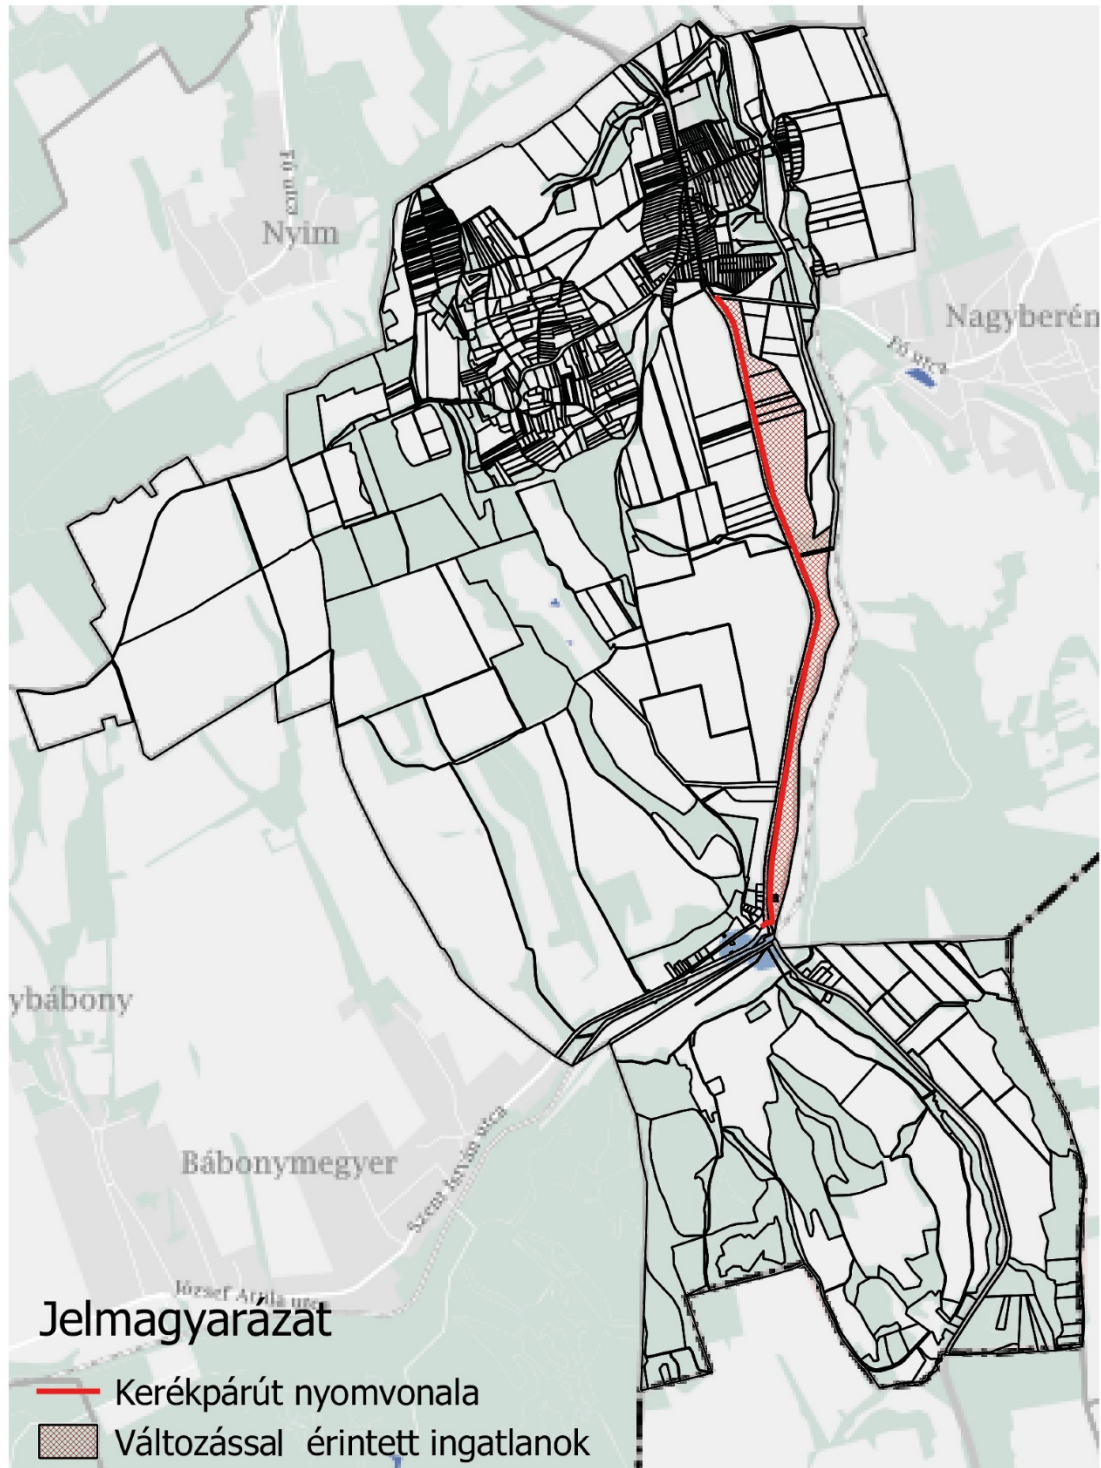 Fő utca
Nyim
Nagyberén
Fő utca
ybábony
Bábonymegyer
Szent István utca
József Attila utca
Jelmagyarázat
Kerékpárút nyomvonala
Változással érintett ingatlanok